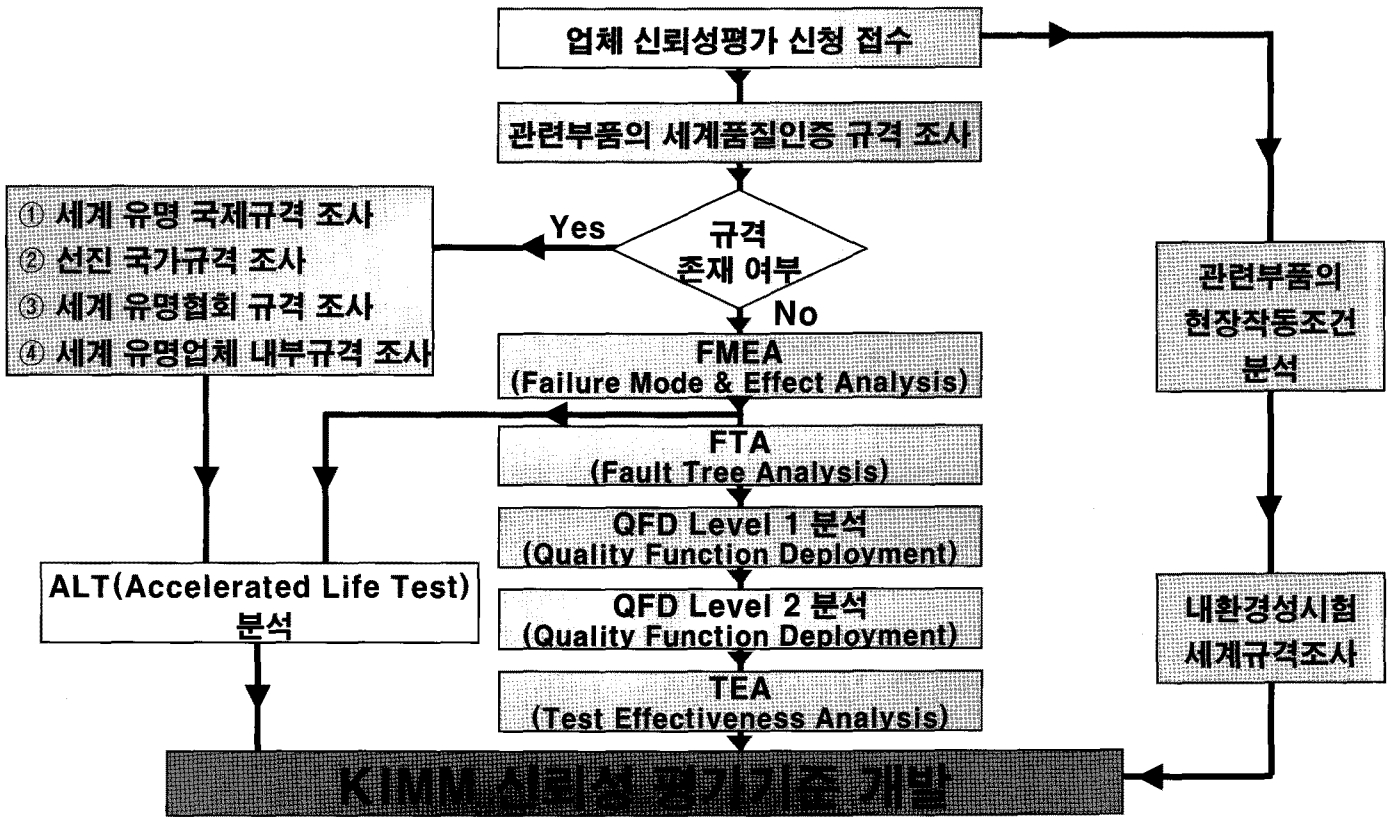 업체 신뢰성평가 신청 접수
관련부품의 세계품질인증 규격 조사
규격
존재 여부
Yes
No
① 세계 유명 국제규격 조사
② 선진 국가규격 조사
③ 세계 유명협회 규격 조사
④ 세계 유명업체 내부규격 조사
FMEA
(Failure Mode & Effect Analysis)
FTA
(Fault Tree Analysis)
QFD Level 1 분석
(Quality Function Deployment)
QFD Level 2 분석
(Quality Function Deployment)
TEA
(Test Effectiveness Analysis)
ALT(Accelerated Life Test)
분석
관련부품의
현장작동조건
분석
내환경성시험
세계규격조사
KIMM 신뢰성 평가기준 개발